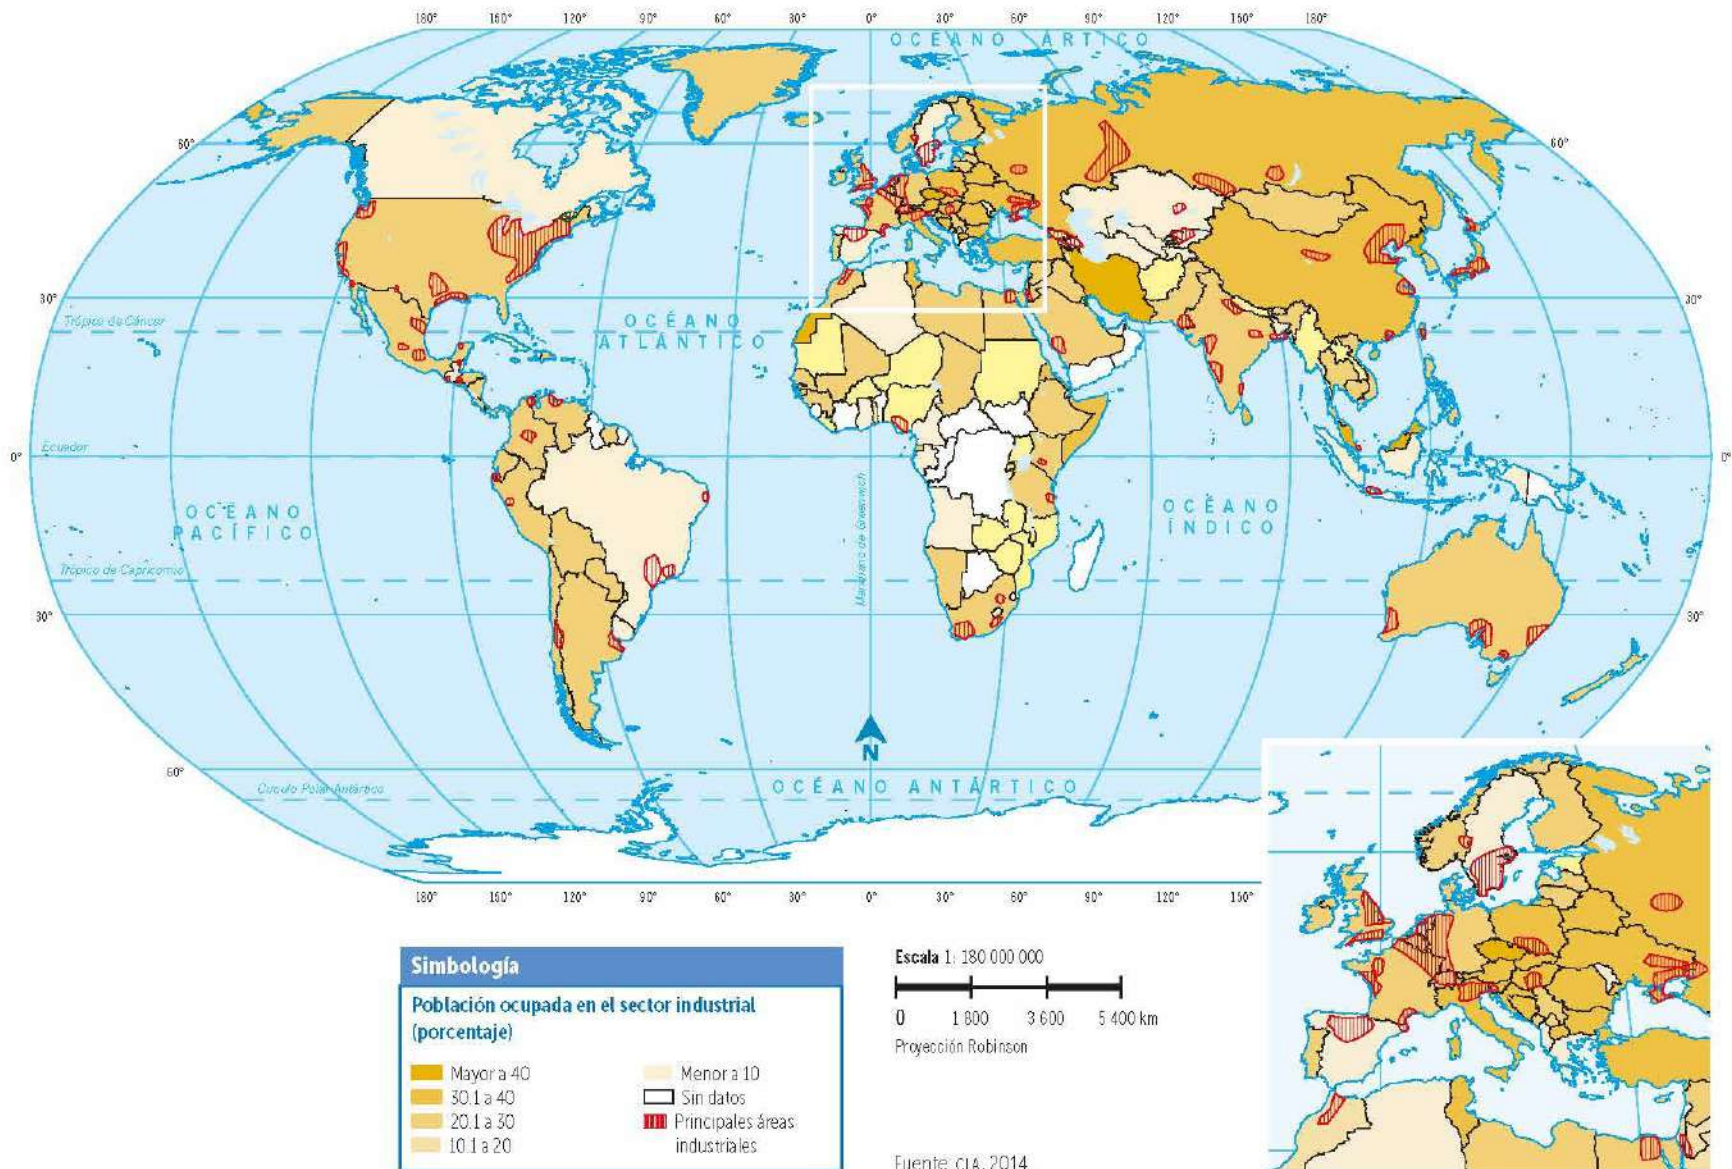 180° 150° 120° 90° 60° 30° 0° 30° 60° 90° 120° 150° 180°
OCÉANO ÁRTICO
60° 60°
30° 30°
Trópico de Cáncer
OCÉANO
ATLÁNTICO
Ecuador
0° 0°
Meridiano de Greenwich
OCÉANO
PACÍFICO
OCÉANO
ÍNDICO
Trópico de Capricornio
30° 30°
N
60°
Círculo Polar Antártico
OCÉANO ANTÁRTICO
180° 150° 120° 90° 60° 30° 0° 30° 60° 90° 120° 150°
Simbología
Población ocupada en el sector industrial
(porcentaje)
Mayor a 40
30.1 a 40
20.1 a 30
10.1 a 20
Menor a 10
Sin datos
Principales áreas
industriales
Escala 1: 180 000 000
0 1 800 3 600 5 400 km
Proyección Robinson
Fuente: CIA, 2014